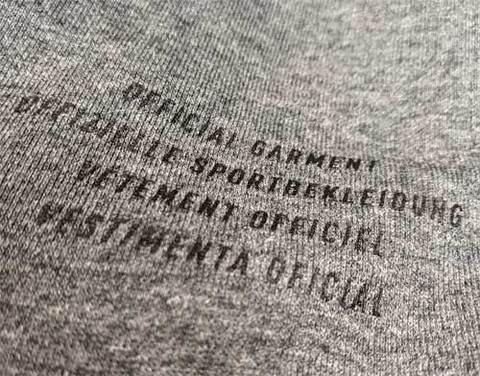 OFFICIAL GARMENT
OFFIZIELLE SPORTBEKLEIDUNG
VÊTEMENT OFFICIEL
VESTIMENTA OFICIAL